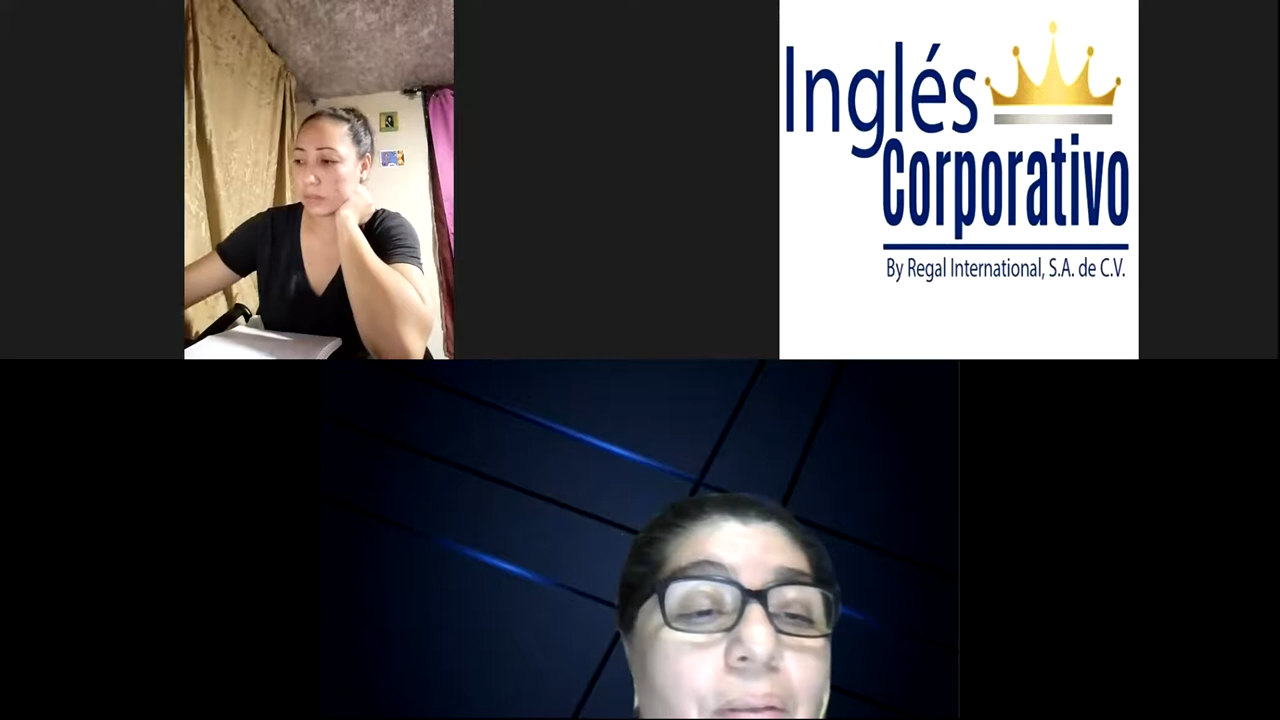 Inglés
Corporativo
By Regal International, S.A. de C.V.